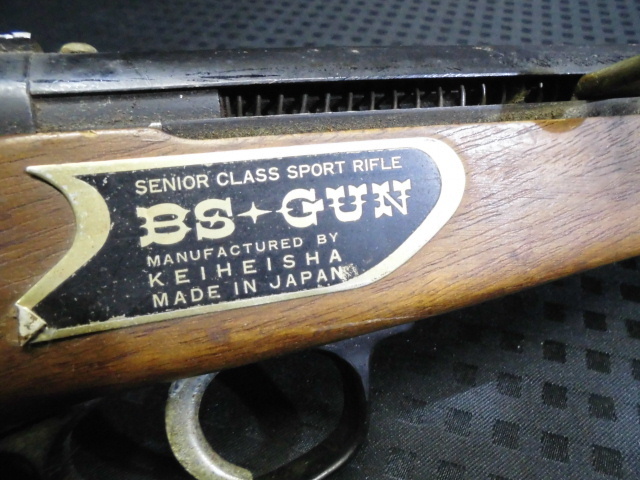 SENIOR CLASS SPORT RIFLE
BS-GUN
MANUFACTURED BY
KEIHEISHA
MADE IN JAPAN